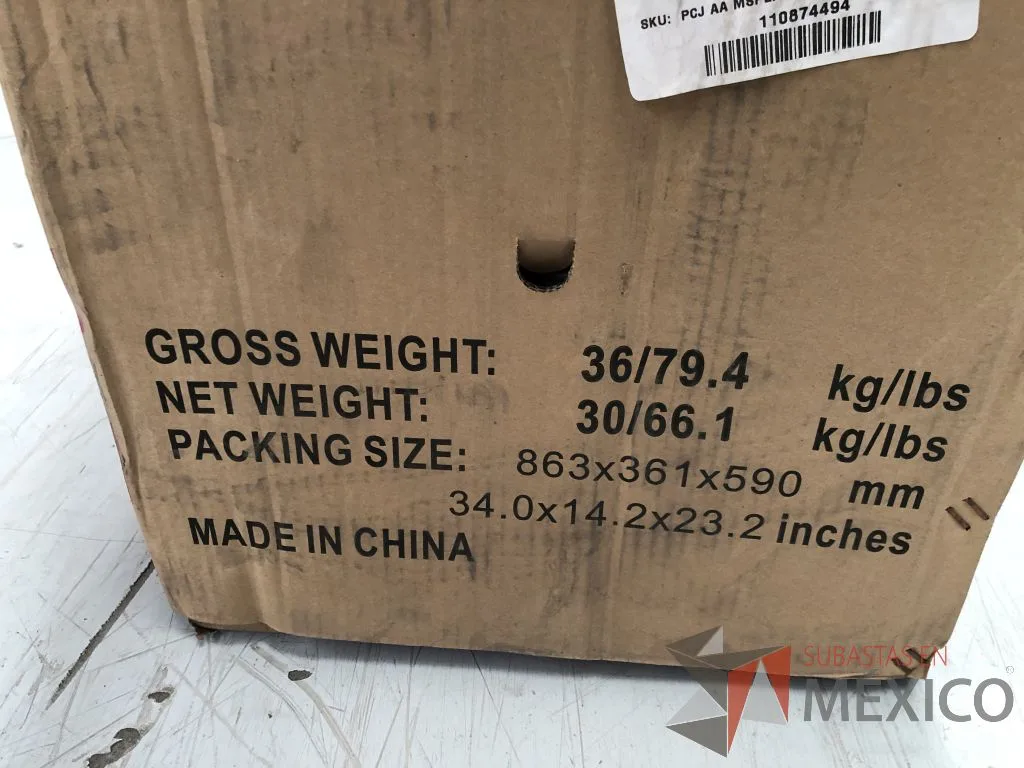 SKU: PCJ AA
110874494
GROSS WEIGHT: 36/79.4 kg/lbs
NET WEIGHT: 30/66.1 kg/lbs
PACKING SIZE: 863x361x590 mm
34.0x14.2x23.2 inches
MADE IN CHINA
SUBASTAS EN
MEXICO